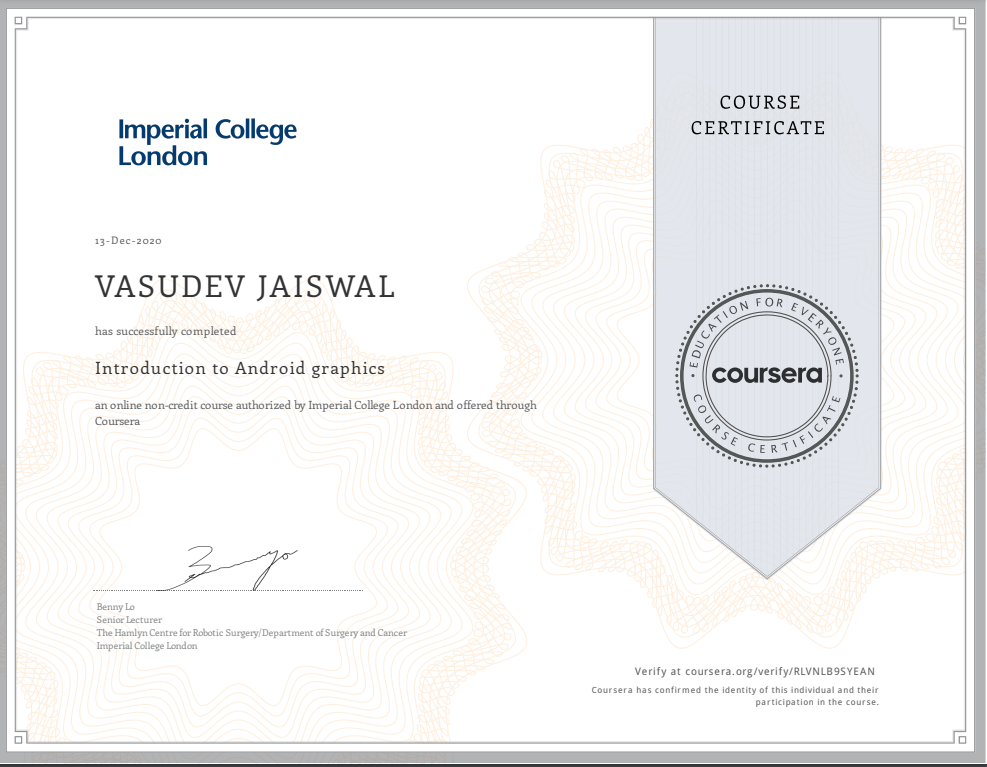 Imperial College
London
COURSE
CERTIFICATE
13-Dec-2020
VASUDEV JAISWAL
has successfully completed
Introduction to Android graphics
an online non-credit course authorized by Imperial College London and offered through
Coursera
EDUCATION FOR EVERYONE
coursera
COURSE CERTIFICATE
Benny Lo
Senior Lecturer
The Hamlyn Centre for Robotic Surgery/Department of Surgery and Cancer
Imperial College London
Verify at coursera.org/verify/RLVNLB9SYEAN
Coursera has confirmed the identity of this individual and their
participation in the course.